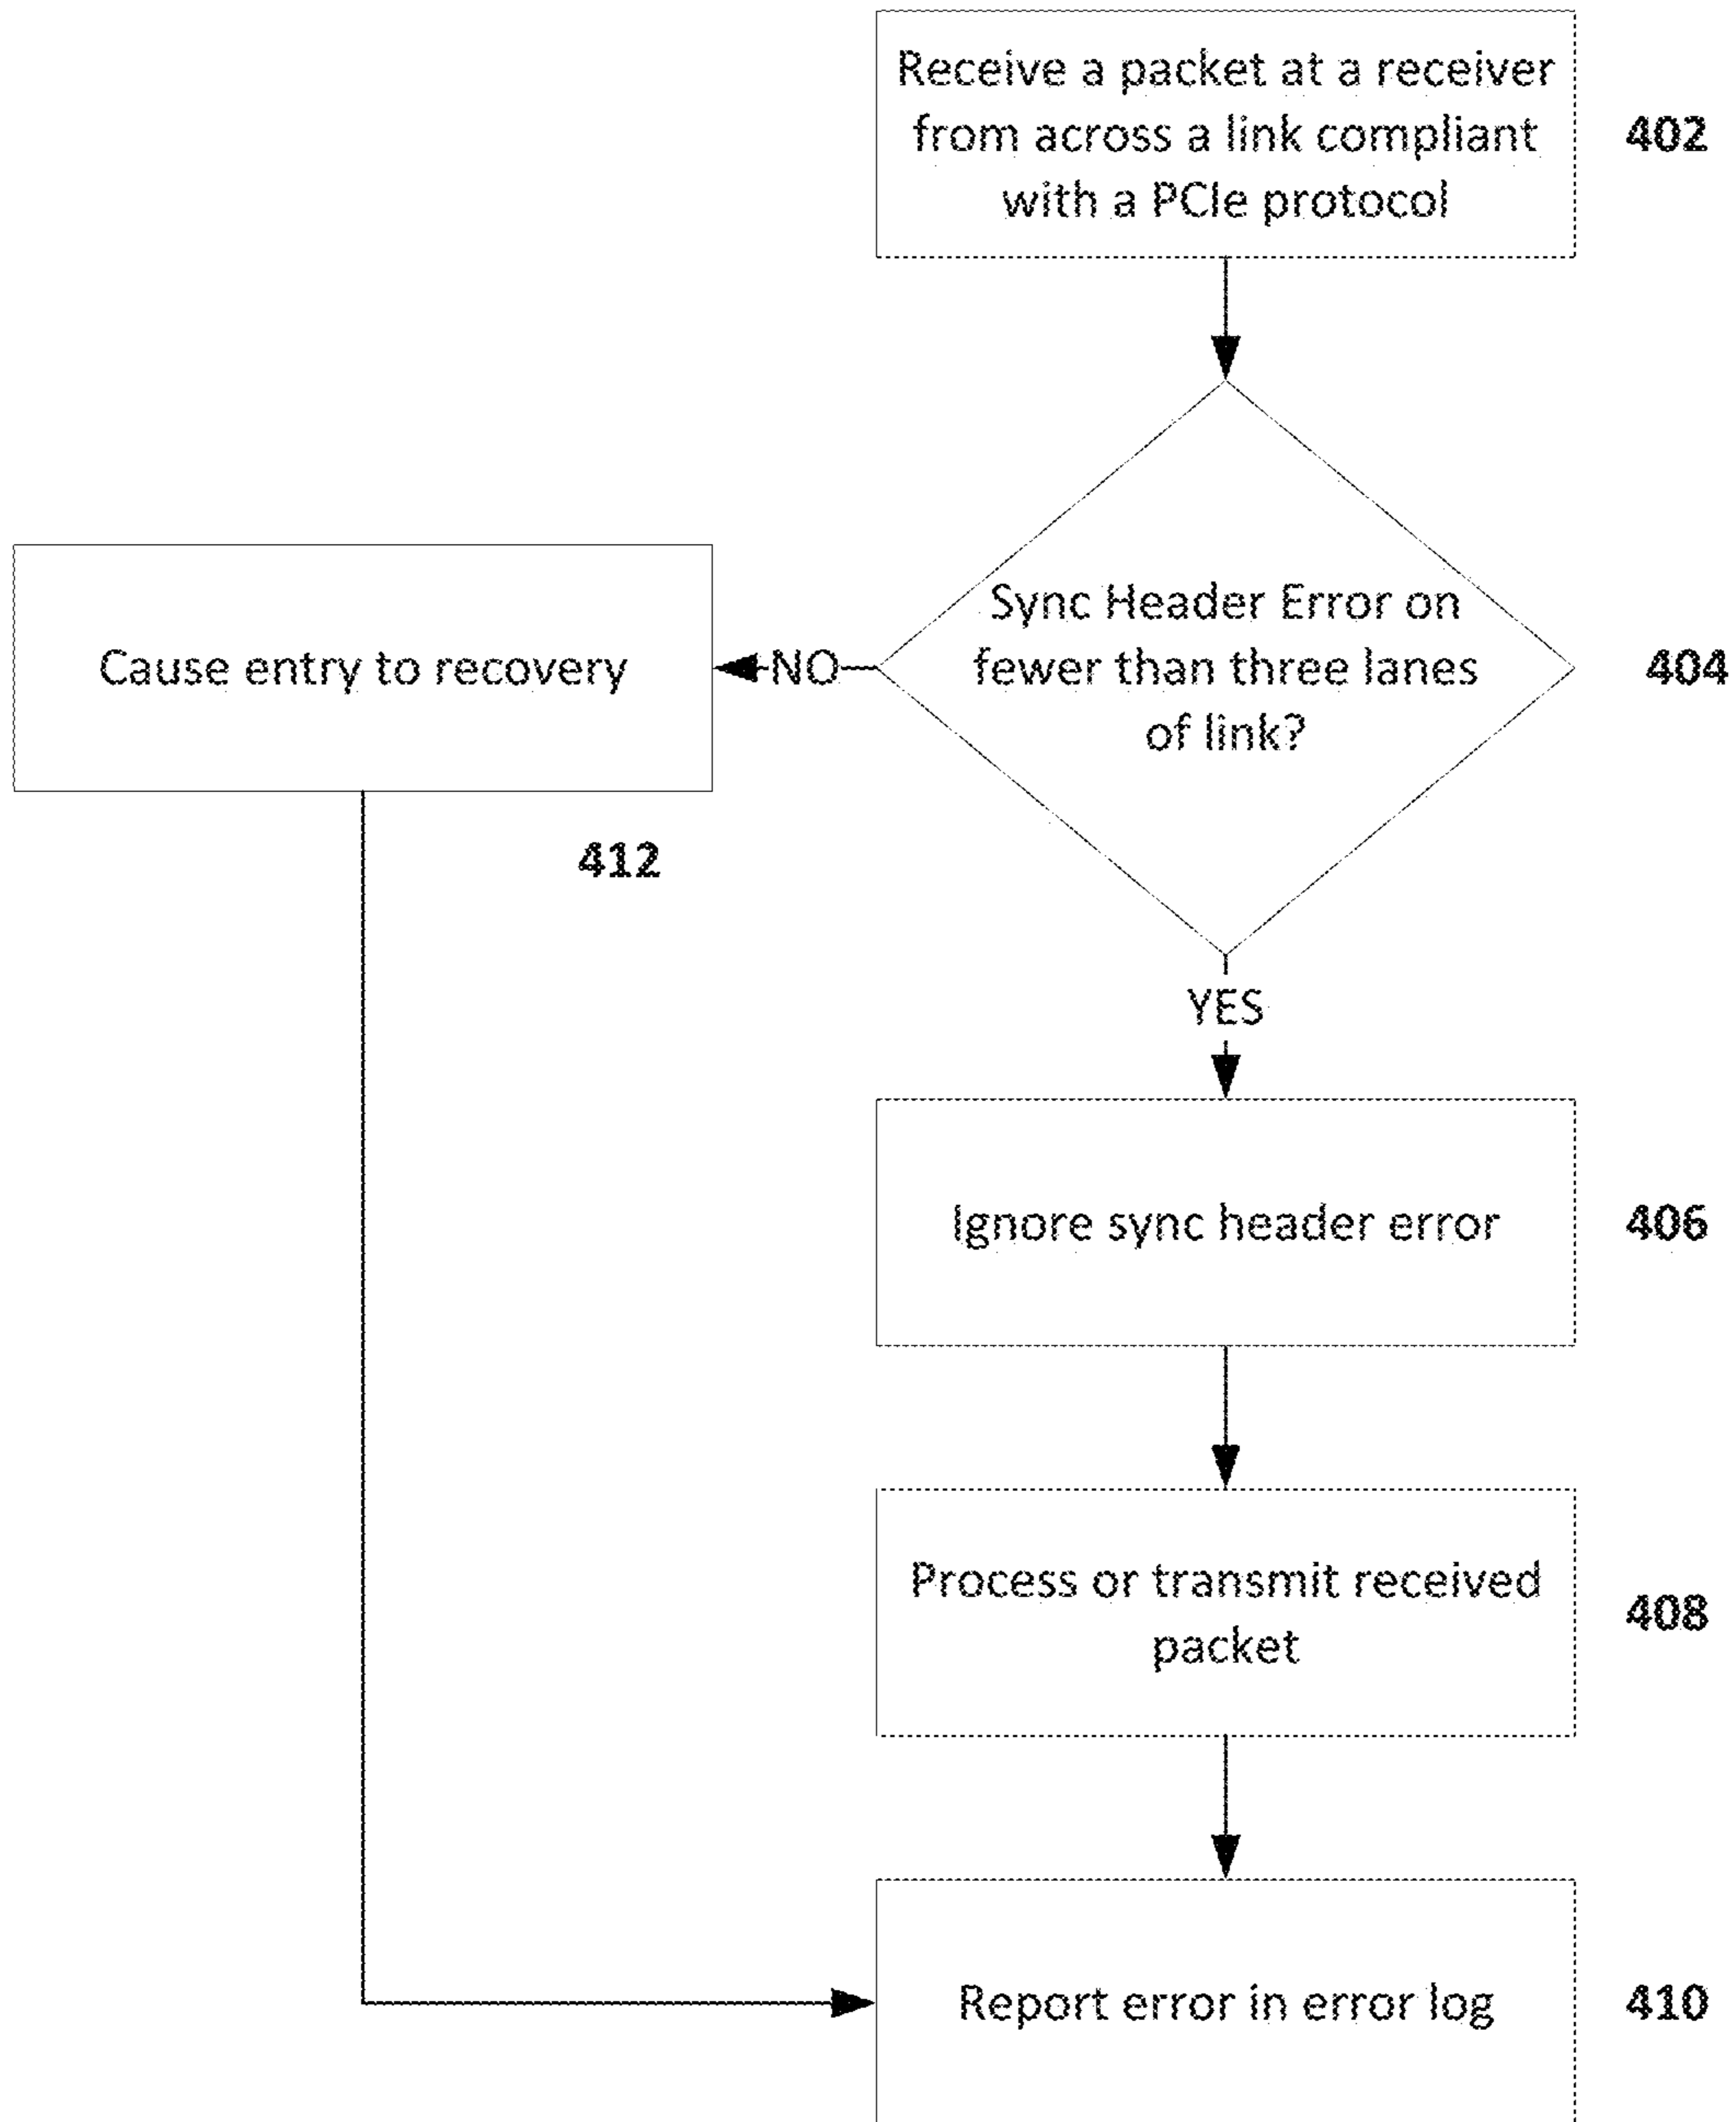 Receive a packet at a receiver
from across a link compliant
with a PCIe protocol
402
Sync Header Error on
fewer than three lanes
of link?
404
NO
Cause entry to recovery
412
YES
Ignore sync header error
406
Process or transmit received
packet
408
Report error in error log
410